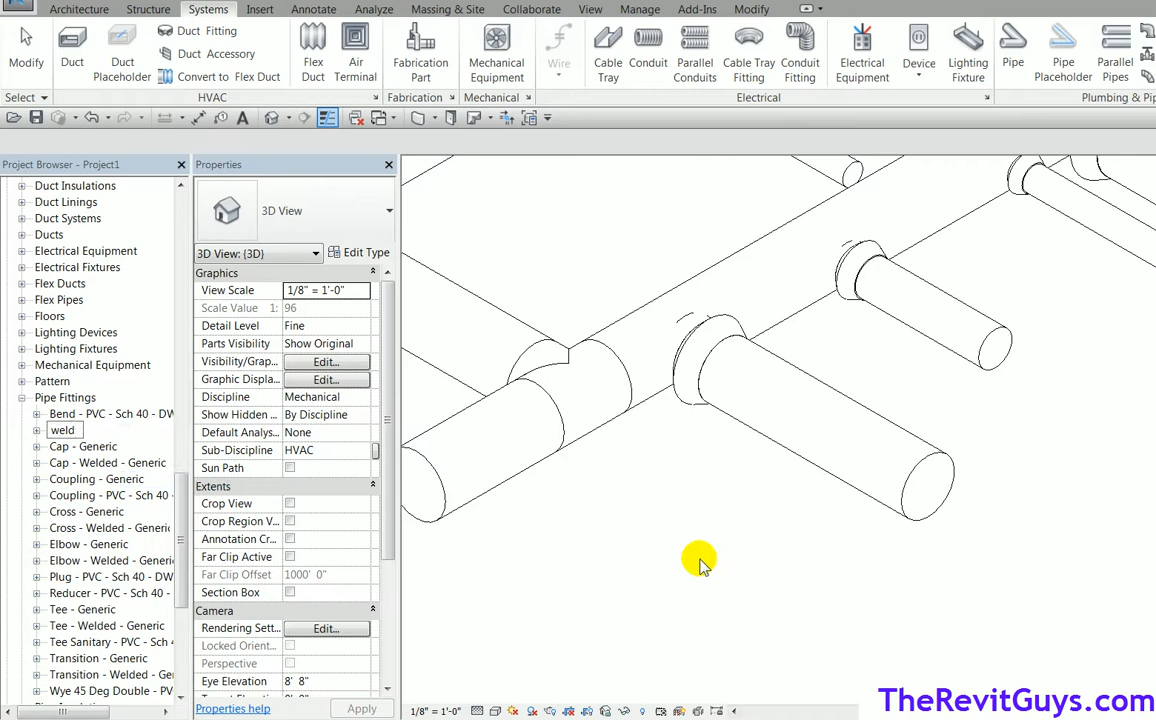 Architecture Structure Systems Insert Annotate Analyze Massing & Site Collaborate View Manage Add-Ins Modify
Modify
Duct
Duct Placeholder
Duct Fitting
Duct Accessory
Convert to Flex Duct
Flex Duct
Air Terminal
Fabrication Part
Mechanical Equipment
Wire
Cable Tray
Conduit
Parallel Conduits
Cable Tray Fitting
Conduit Fitting
Electrical Equipment
Device
Lighting Fixture
Pipe
Pipe Placeholder
Parallel Pipes
Select
HVAC
Fabrication
Mechanical
Electrical
Plumbing & Pip
Project Browser - Project1
Duct Insulations
Duct Linings
Duct Systems
Ducts
Electrical Equipment
Electrical Fixtures
Flex Ducts
Flex Pipes
Floors
Lighting Devices
Lighting Fixtures
Mechanical Equipment
Pattern
Pipe Fittings
Bend - PVC - Sch 40 - DW
weld
Cap - Generic
Cap - Welded - Generic
Coupling - Generic
Coupling - PVC - Sch 40 -
Cross - Generic
Cross - Welded - Generic
Elbow - Generic
Elbow - Welded - Generic
Plug - PVC - Sch 40 - DW
Reducer - PVC - Sch 40 -
Tee - Generic
Tee - Welded - Generic
Tee Sanitary - PVC - Sch 4
Transition - Generic
Transition - Welded - Gen
Wye 45 Deg Double - PV
Properties
3D View
3D View: {3D}
Edit Type
Graphics
View Scale 1/8" = 1'-0"
Scale Value 1: 96
Detail Level Fine
Parts Visibility Show Original
Visibility/Grap... Edit...
Graphic Displa... Edit...
Discipline Mechanical
Show Hidden ... By Discipline
Default Analys... None
Sub-Discipline HVAC
Sun Path
Extents
Crop View
Crop Region V...
Annotation Cr...
Far Clip Active
Far Clip Offset 1000' 0"
Section Box
Camera
Rendering Sett... Edit...
Locked Orient...
Perspective
Eye Elevation 8' 8"
Properties help
Apply
1/8" = 1'-0"
TheRevitGuys.com